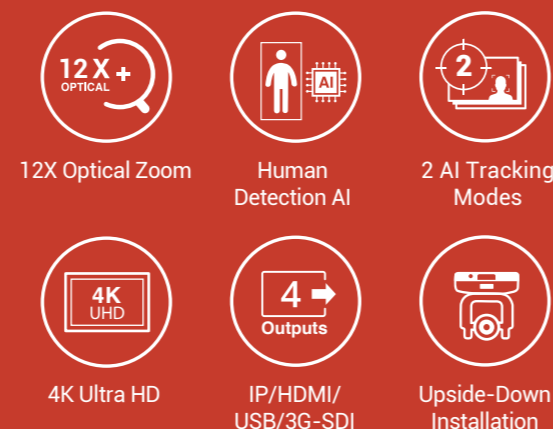 12X+
OPTICAL
AI
2
12X Optical Zoom
Human
Detection AI
2 AI Tracking
Modes
4K
UHD
4
Outputs
4K Ultra HD
IP/HDMI/
USB/3G-SDI
Upside-Down
Installation